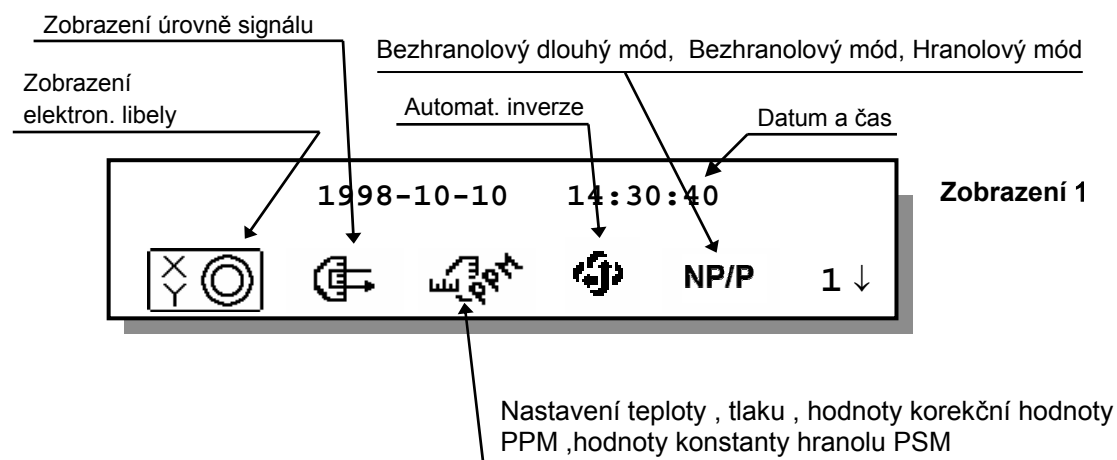 Zobrazení úrovně signálu
Bezhranolový dlouhý mód, Bezhranolový mód, Hranolový mód
Zobrazení
elektron. libely
Automat. inverze
Datum a čas
1998-10-10 14:30:40
Zobrazení 1
X
Y
PPM
NP/P
1↓
Nastavení teploty , tlaku , hodnoty korekční hodnoty
PPM ,hodnoty konstanty hranolu PSM